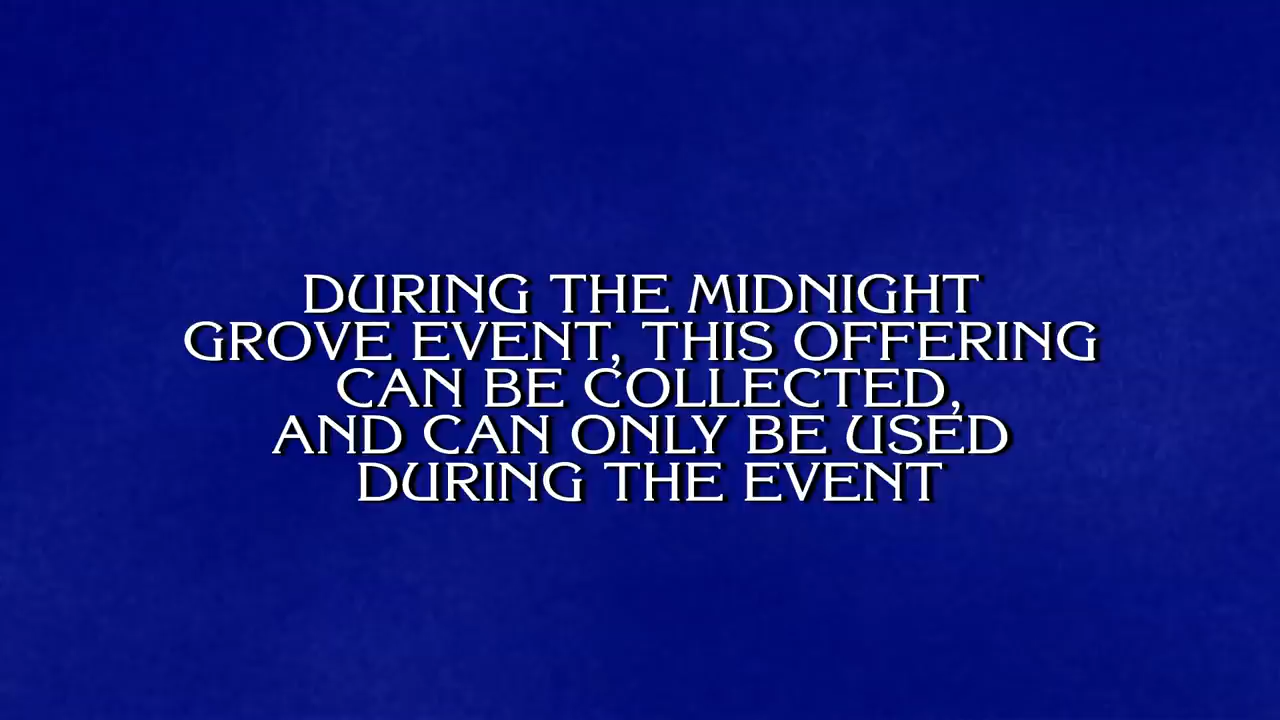 DURING THE MIDNIGHT
GROVE EVENT, THIS OFFERING
CAN BE COLLECTED,
AND CAN ONLY BE USED
DURING THE EVENT